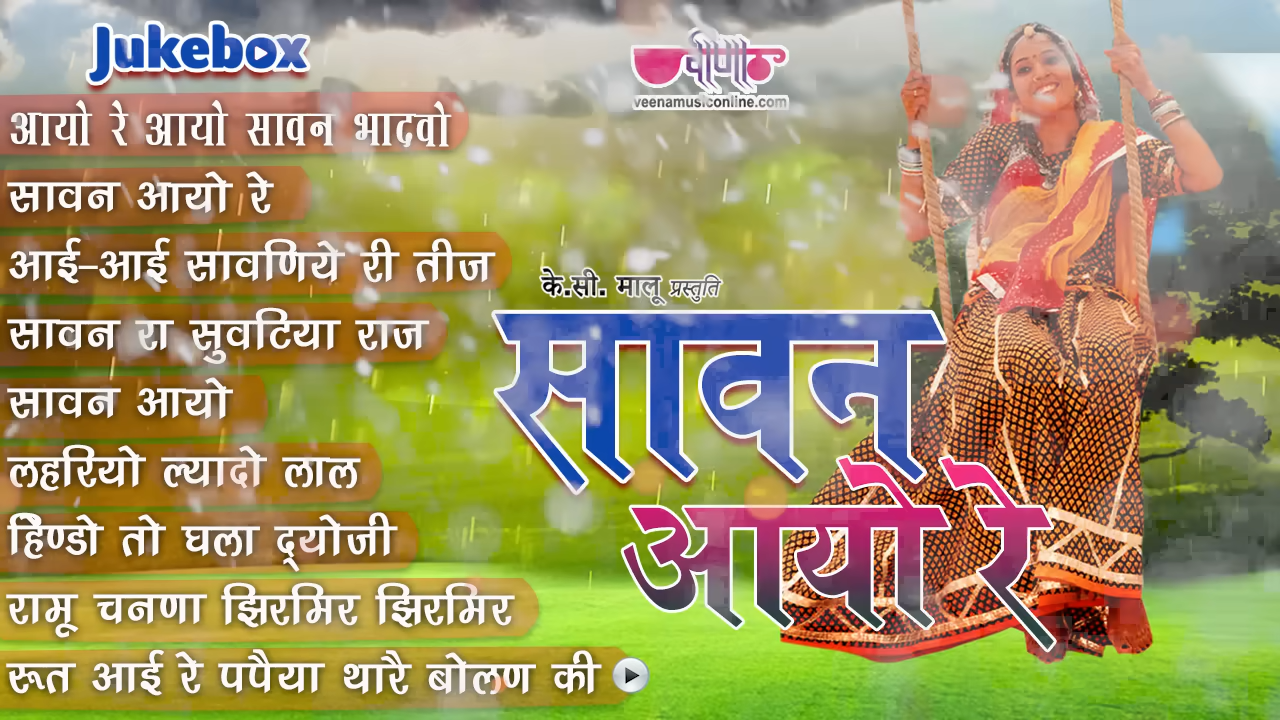 Jukebox
आयो रे आयो सावन भादवो
सावन आयो रे
आई-आई सावणिये री तीज
सावन रा सुवटिया राज
सावन आयो
लहरियो ल्यादो लाल
हिण्डो तो घला द्योजी
रामू चनणा झिरमिर झिरमिर
रूत आई रे पपैया थारै बोलण की
वीणा
veenamusiconline.com
के.सी. मालू प्रस्तुति
सावन
आयो रे